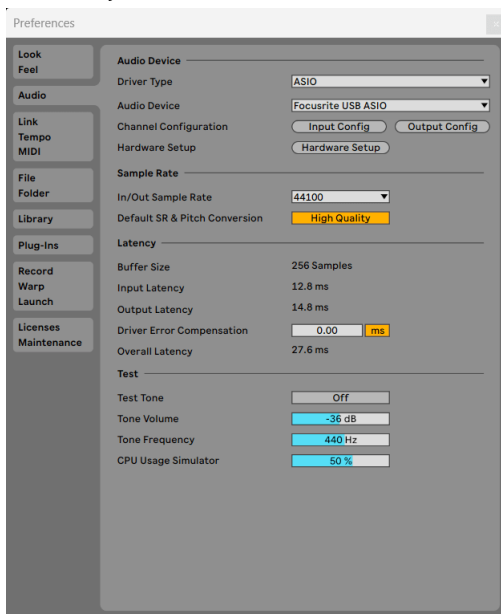 Preferences
Look
Feel
Audio
Link
Tempo
MIDI
File
Folder
Library
Plug-Ins
Record
Warp
Launch
Licenses
Maintenance
Audio Device
Driver Type ASIO
Audio Device Focusrite USB ASIO
Channel Configuration Input Config Output Config
Hardware Setup Hardware Setup
Sample Rate
In/Out Sample Rate 44100
Default SR & Pitch Conversion High Quality
Latency
Buffer Size 256 Samples
Input Latency 12.8 ms
Output Latency 14.8 ms
Driver Error Compensation 0.00 ms
Overall Latency 27.6 ms
Test
Test Tone Off
Tone Volume -36 dB
Tone Frequency 440 Hz
CPU Usage Simulator 50 %